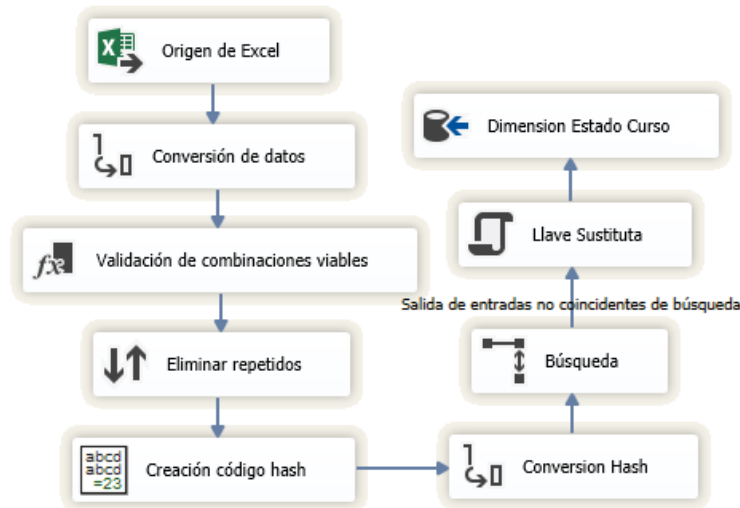 Origen de Excel
Conversión de datos
fx
Validación de combinaciones viables
Eliminar repetidos
abcd
abcd
=23
Creación código hash
Conversion Hash
Búsqueda
Salida de entradas no coincidentes de búsqueda
Llave Sustituta
Dimension Estado Curso